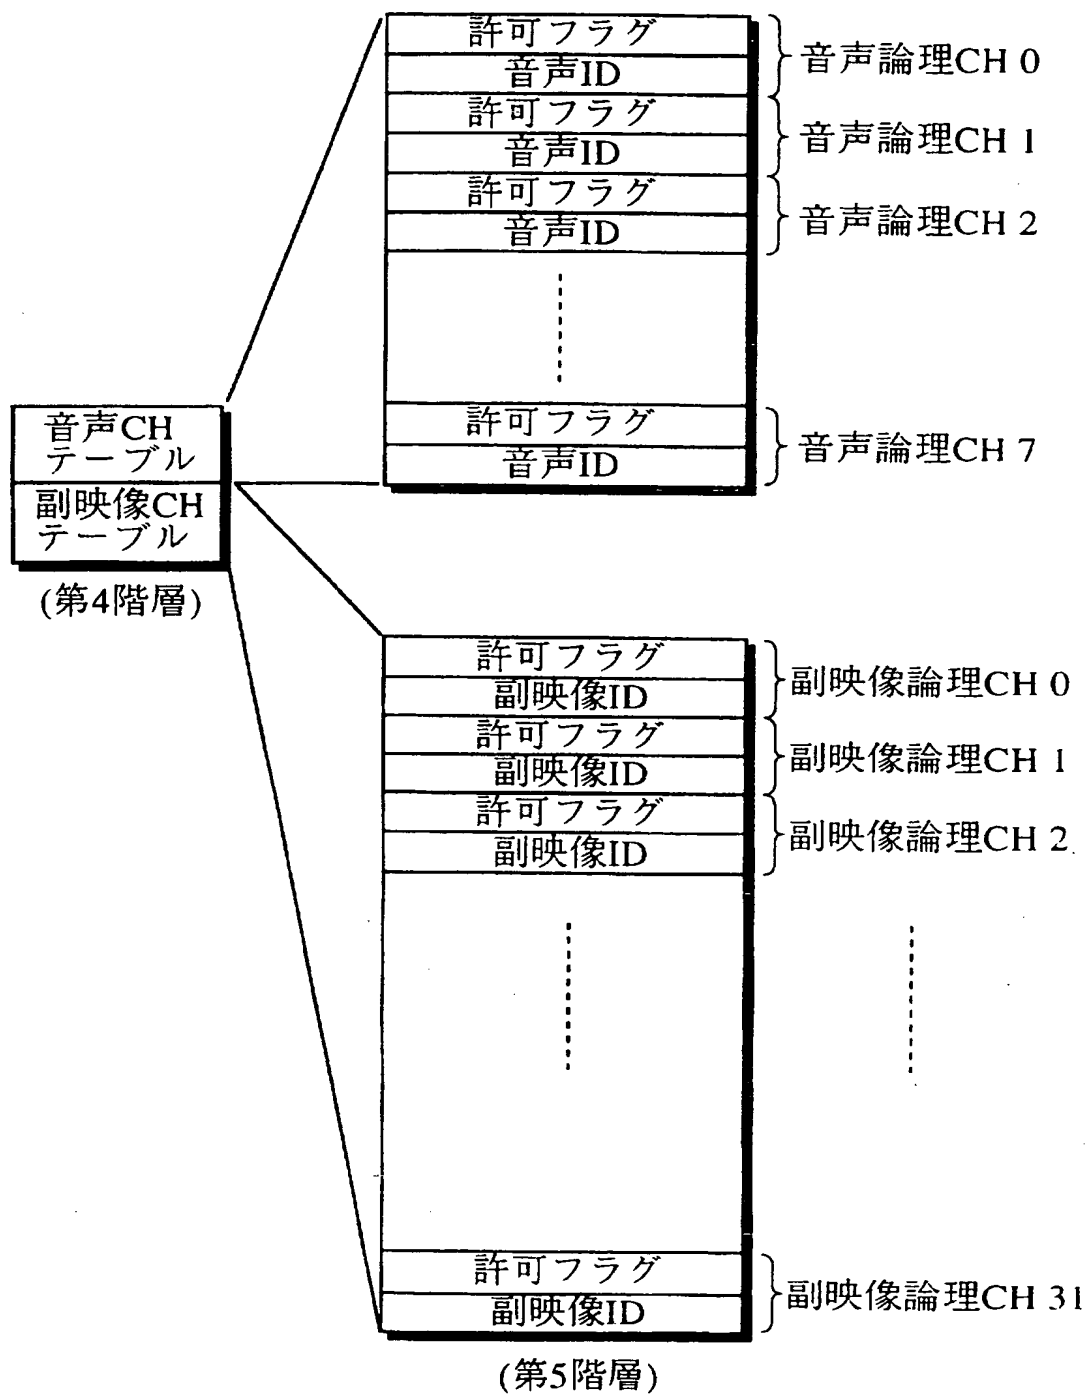 許可フラグ
音声ID
音声論理CH 0
許可フラグ
音声ID
音声論理CH 1
許可フラグ
音声ID
音声論理CH 2
許可フラグ
音声ID
音声論理CH 7
音声CH
テーブル
副映像CH
テーブル
(第4階層)
許可フラグ
副映像ID
副映像論理CH 0
許可フラグ
副映像ID
副映像論理CH 1
許可フラグ
副映像ID
副映像論理CH 2
許可フラグ
副映像ID
副映像論理CH 31
(第5階層)